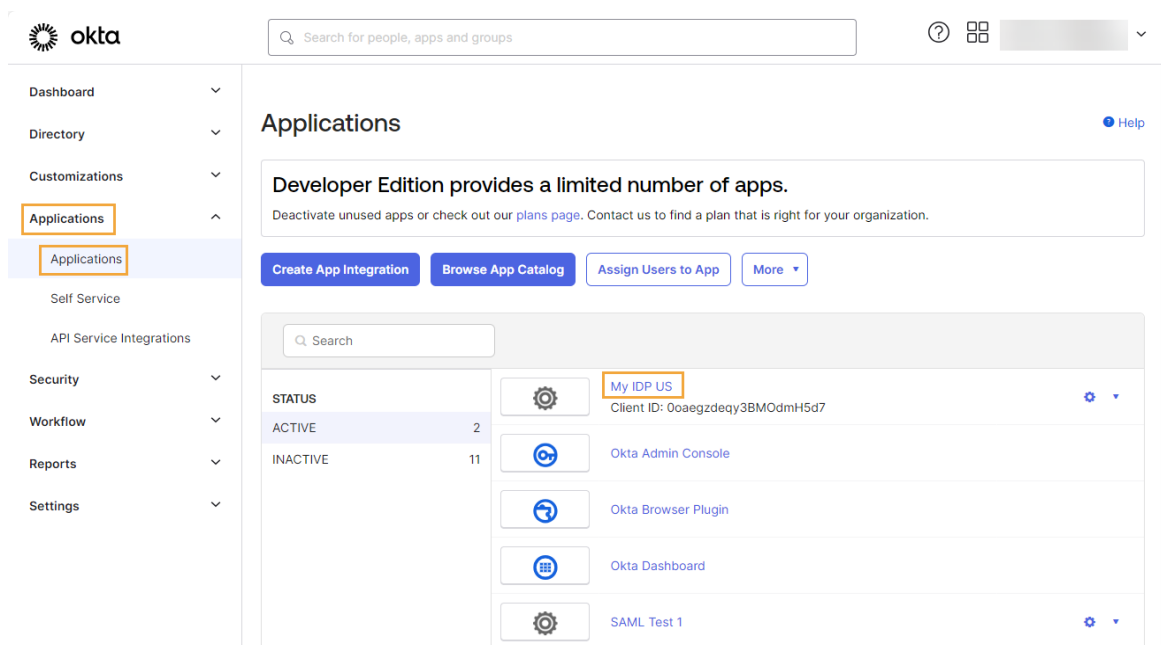 okta
Search for people, apps and groups
Dashboard
Directory
Customizations
Applications
Applications
Self Service
API Service Integrations
Security
Workflow
Reports
Settings
Applications
Help
Developer Edition provides a limited number of apps.
Deactivate unused apps or check out our plans page. Contact us to find a plan that is right for your organization.
Create App Integration
Browse App Catalog
Assign Users to App
More
Search
STATUS
ACTIVE 2
INACTIVE 11
My IDP US
Client ID: 0oaegzdeqy3BMOdmH5d7
Okta Admin Console
Okta Browser Plugin
Okta Dashboard
SAML Test 1